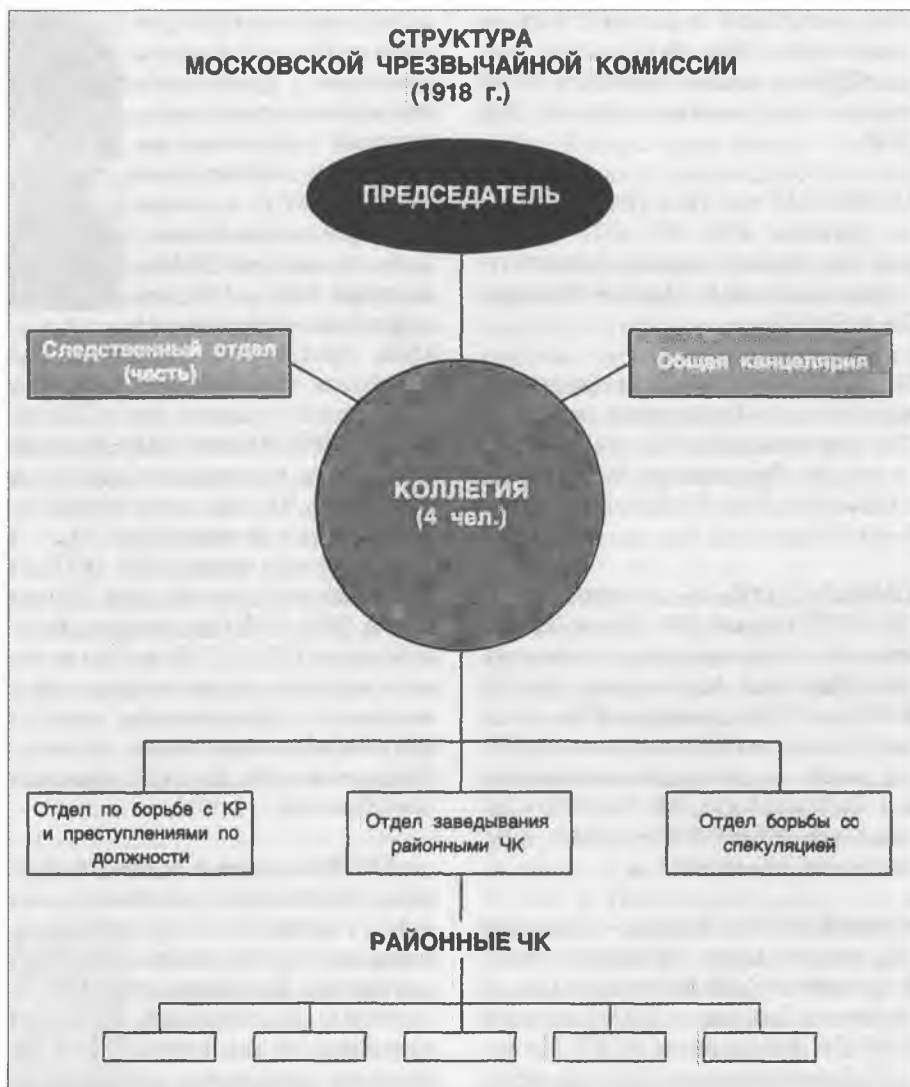 СТРУКТУРА
МОСКОВСКОЙ ЧРЕЗВЫЧАЙНОЙ КОМИССИИ
(1918 г.)
ПРЕДСЕДАТЕЛЬ
Следственный отдел
(часть)
Общая канцелярия
КОЛЛЕГИЯ
(4 чел.)
Отдел по борьбе с КР
и преступлениями по
должности
Отдел заведывания
районными ЧК
Отдел борьбы со
спекуляцией
РАЙОННЫЕ ЧК